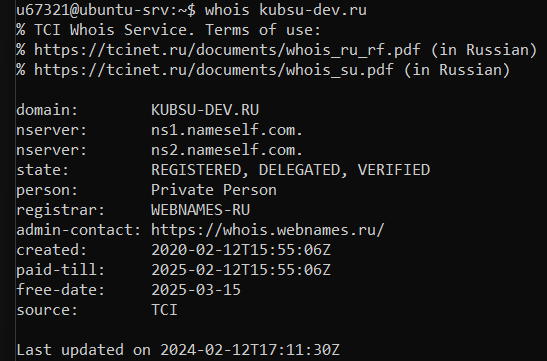 u67321@ubuntu-srv:~$ whois kubsu-dev.ru
% TCI Whois Service. Terms of use:
% https://tcinet.ru/documents/whois_ru_rf.pdf (in Russian)
% https://tcinet.ru/documents/whois_su.pdf (in Russian)

domain:        KUBSU-DEV.RU
nserver:       ns1.nameself.com.
nserver:       ns2.nameself.com.
state:         REGISTERED, DELEGATED, VERIFIED
person:        Private Person
registrar:     WEBNAMES-RU
admin-contact: https://whois.webnames.ru/
created:       2020-02-12T15:55:06Z
paid-till:     2025-02-12T15:55:06Z
free-date:     2025-03-15
source:        TCI

Last updated on 2024-02-12T17:11:30Z